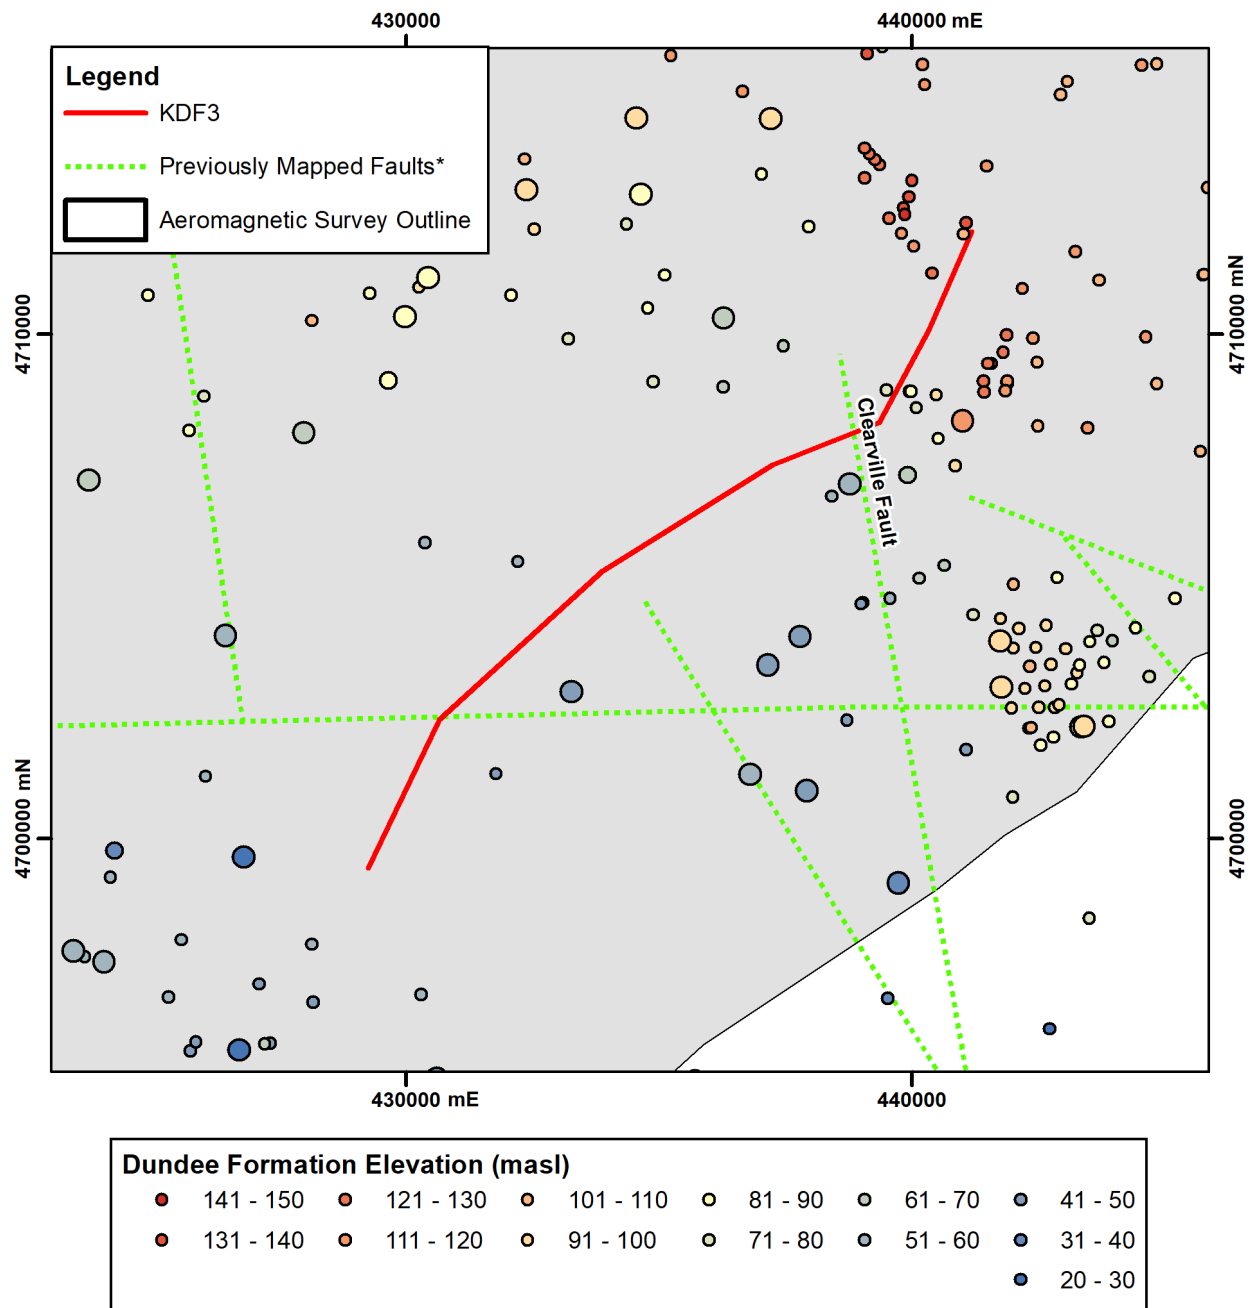 430000
440000 mE
Legend
KDF3
Previously Mapped Faults*
Aeromagnetic Survey Outline
4710000
4710000 mN
Clearville Fault
4700000 mN
4700000
430000 mE
440000
Dundee Formation Elevation (masl)
141 - 150
121 - 130
101 - 110
81 - 90
61 - 70
41 - 50
131 - 140
111 - 120
91 - 100
71 - 80
51 - 60
31 - 40
20 - 30